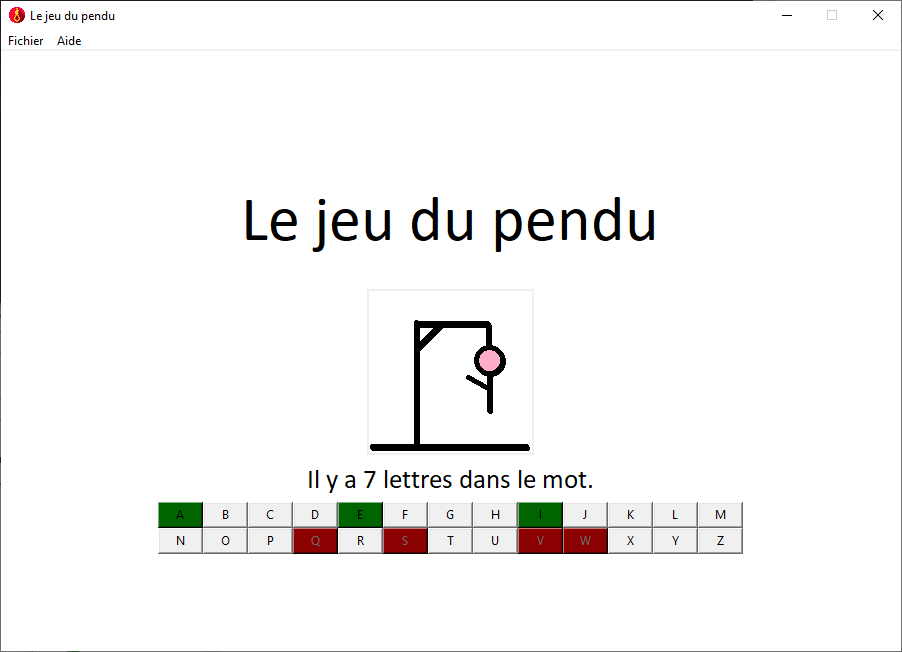 Le jeu du pendu
Fichier Aide
Le jeu du pendu
Il y a 7 lettres dans le mot.
A B C D E F G H I J K L M
N O P Q R S T U V W X Y Z